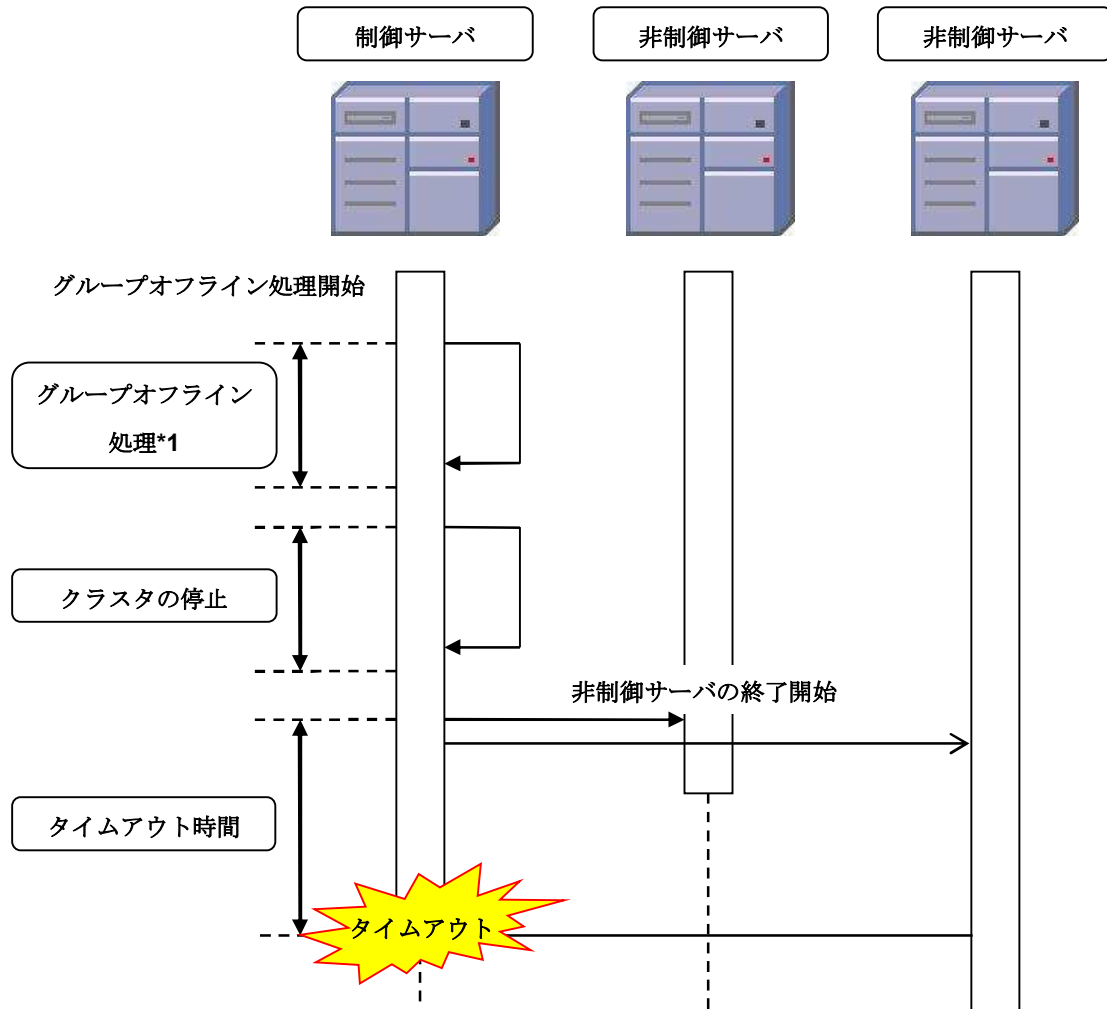 制御サーバ
非制御サーバ
非制御サーバ
グループオフライン処理開始
グループオフライン
処理*1
クラスタの停止
非制御サーバの終了開始
タイムアウト時間
タイムアウト